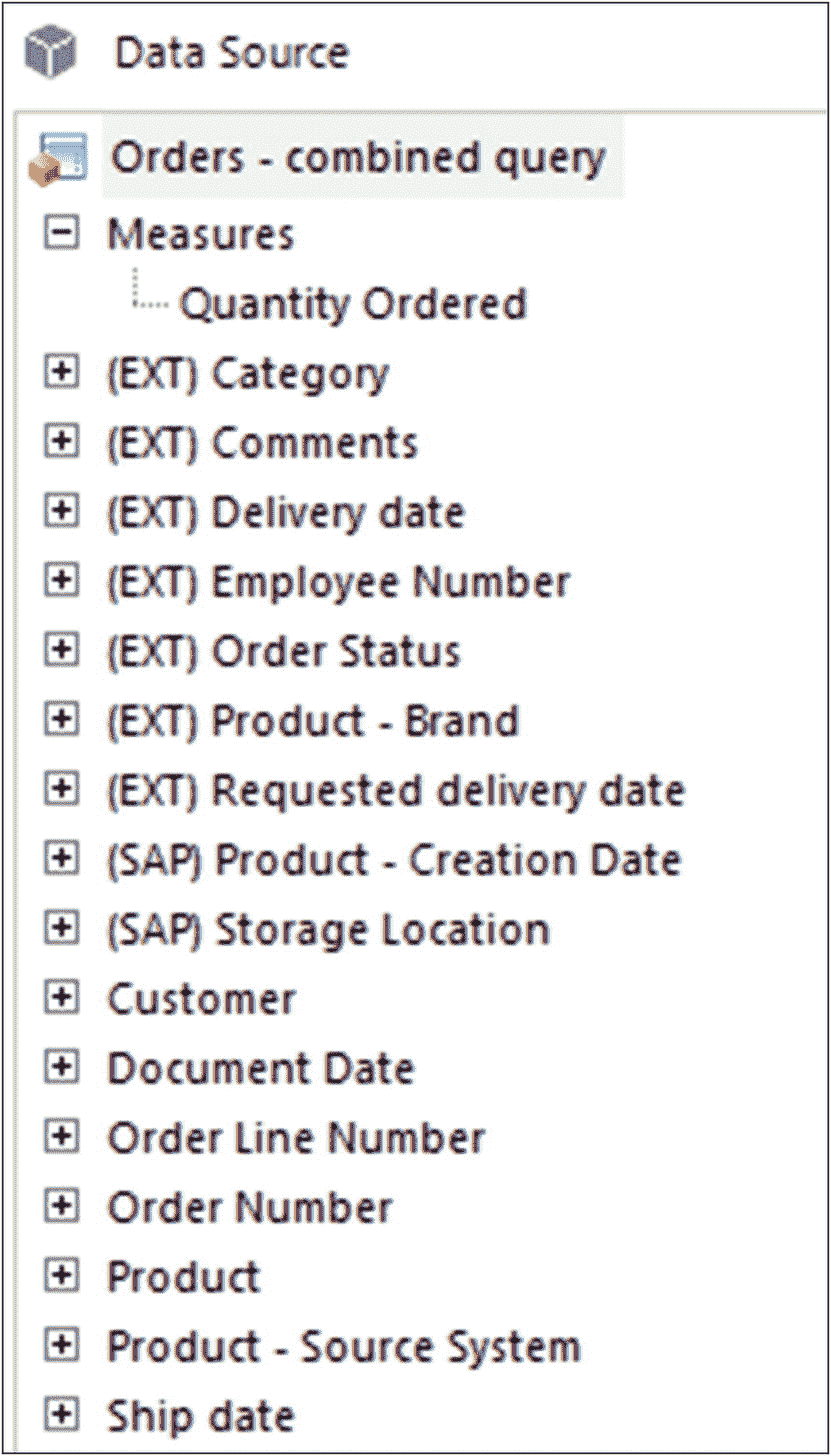 Data Source
Orders - combined query
Measures
Quantity Ordered
(EXT) Category
(EXT) Comments
(EXT) Delivery date
(EXT) Employee Number
(EXT) Order Status
(EXT) Product - Brand
(EXT) Requested delivery date
(SAP) Product - Creation Date
(SAP) Storage Location
Customer
Document Date
Order Line Number
Order Number
Product
Product - Source System
Ship date